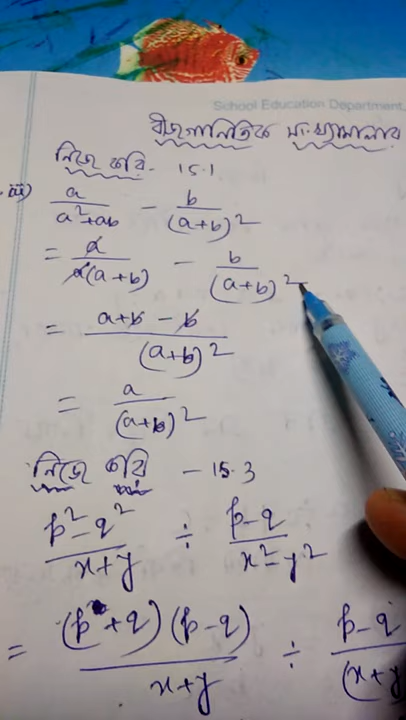 School Education Department,
বীজগাণিতিক সংখ্যামালার
নিজে করি - 15.1
iii) a/(a²+ab) - b/(a+b)²
= a/a(a+b) - b/(a+b)²
= (a+b-b)/(a+b)²
= a/(a+b)²
নিজে করি - 15.3
(p²-q²)/(x+y) ÷ (p-q)/(x²-y²)
= (p+q)(p-q)/(x+y) ÷ (p-q)/(x+y